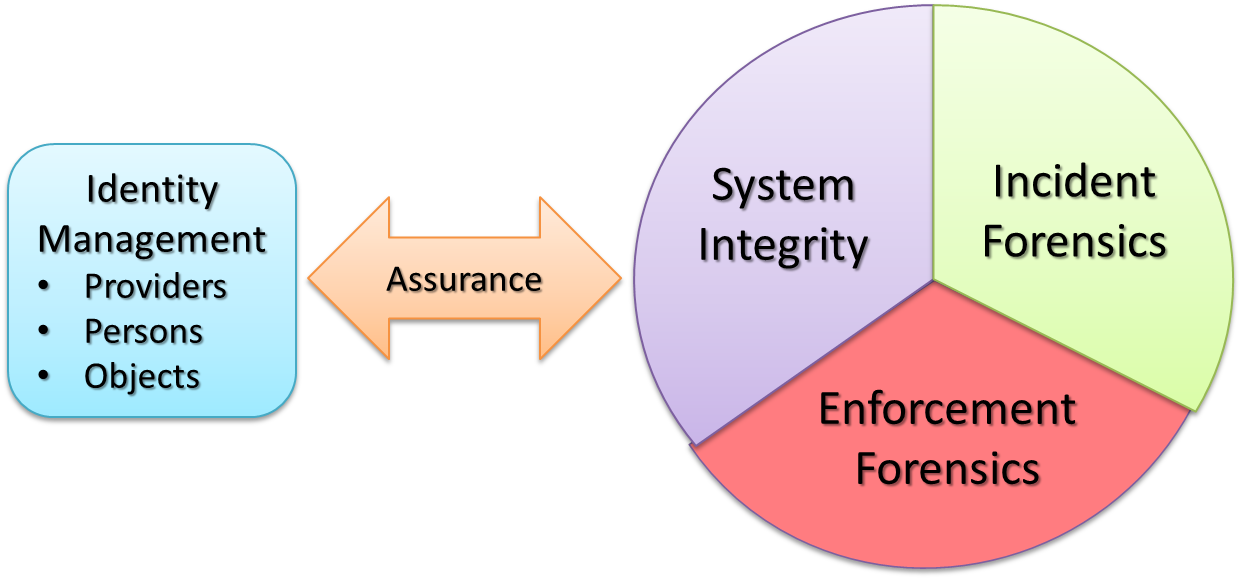 Identity
Management
• Providers
• Persons
• Objects
Assurance
System
Integrity
Incident
Forensics
Enforcement
Forensics